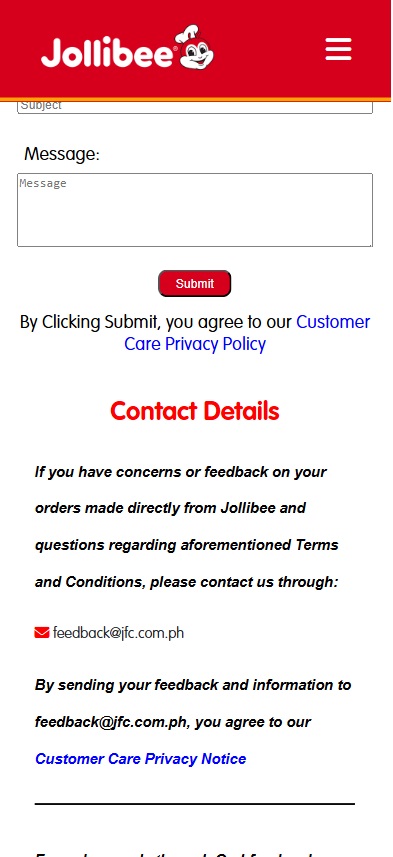 Jollibee
Subject
Message:
Message
Submit
By Clicking Submit, you agree to our Customer
Care Privacy Policy
Contact Details
If you have concerns or feedback on your
orders made directly from Jollibee and
questions regarding aforementioned Terms
and Conditions, please contact us through:
feedback@jfc.com.ph
By sending your feedback and information to
feedback@jfc.com.ph, you agree to our
Customer Care Privacy Notice